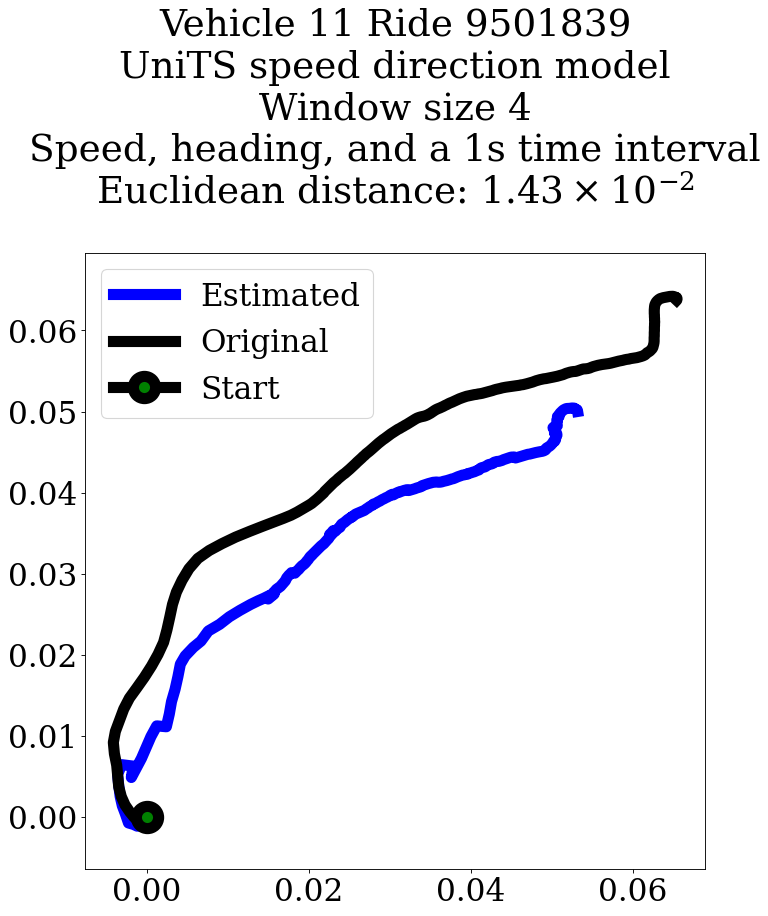 Vehicle 11 Ride 9501839
UniTS speed direction model
Window size 4
Speed, heading, and a 1s time interval
Euclidean distance: 1.43 × 10⁻²
Estimated
Original
Start
0.06
0.05
0.04
0.03
0.02
0.01
0.00
0.00 0.02 0.04 0.06